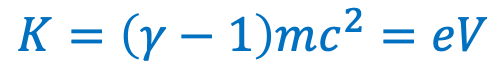 K = (γ − 1)mc² = eV